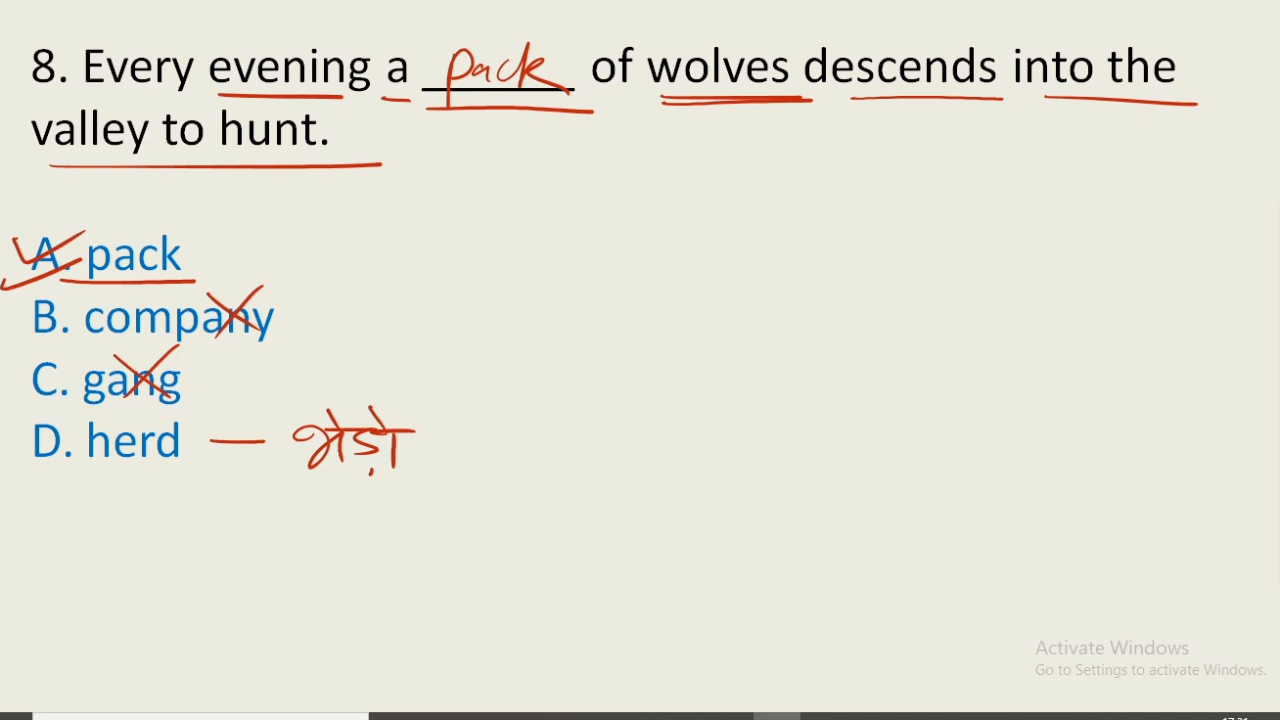 8. Every evening a pack of wolves descends into the
valley to hunt.
A. pack
B. company
C. gang
D. herd —
Activate Windows
Go to Settings to activate Windows.